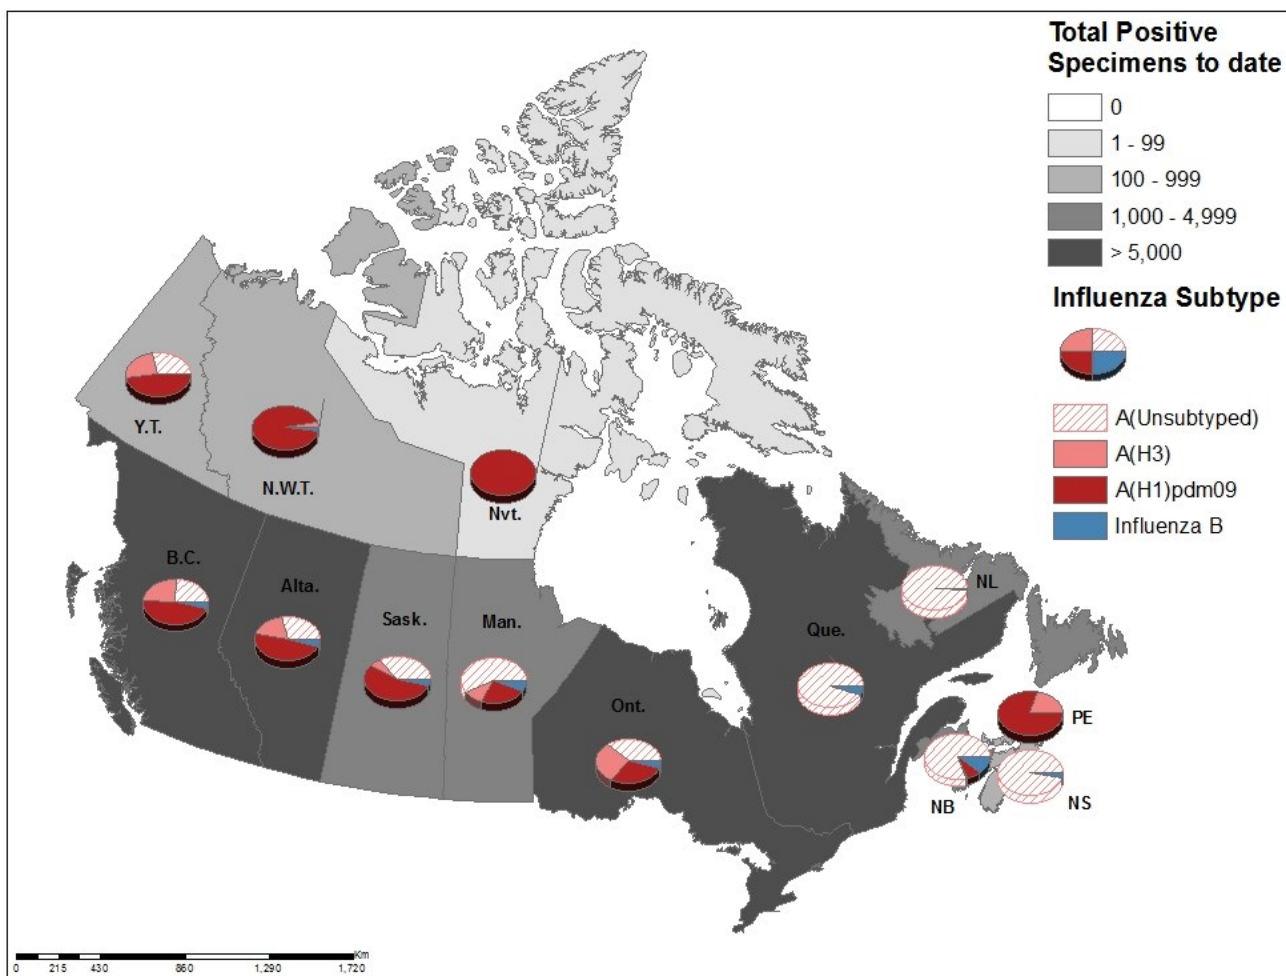 Total Positive
Specimens to date
0
1 - 99
100 - 999
1,000 - 4,999
> 5,000
Influenza Subtype
A(Unsubtyped)
A(H3)
A(H1)pdm09
Influenza B
Y.T.
N.W.T.
Nvt.
B.C.
Alta.
Sask.
Man.
Ont.
Que.
NL
PE
NB
NS
Km
0 215 430 860 1,290 1,720